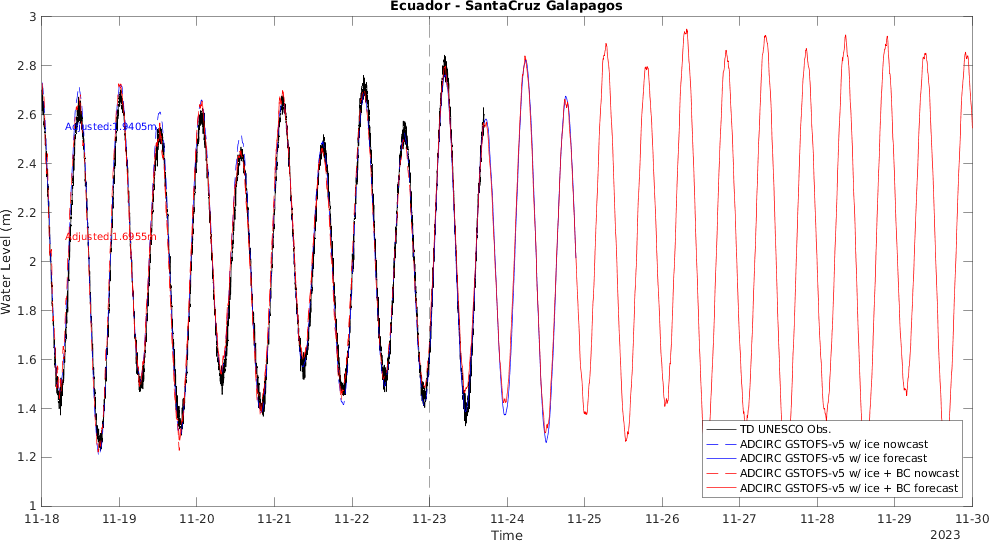 Ecuador - SantaCruz Galapagos
3
2.8
2.6
2.4
2.2
2
1.8
1.6
1.4
1.2
1
Water Level (m)
Adjusted:1.9405m
Adjusted:1.6955m
TD UNESCO Obs.
ADCIRC GSTOFS-v5 w/ ice nowcast
ADCIRC GSTOFS-v5 w/ ice forecast
ADCIRC GSTOFS-v5 w/ ice + BC nowcast
ADCIRC GSTOFS-v5 w/ ice + BC forecast
11-18 11-19 11-20 11-21 11-22 11-23 11-24 11-25 11-26 11-27 11-28 11-29 11-30
Time
2023